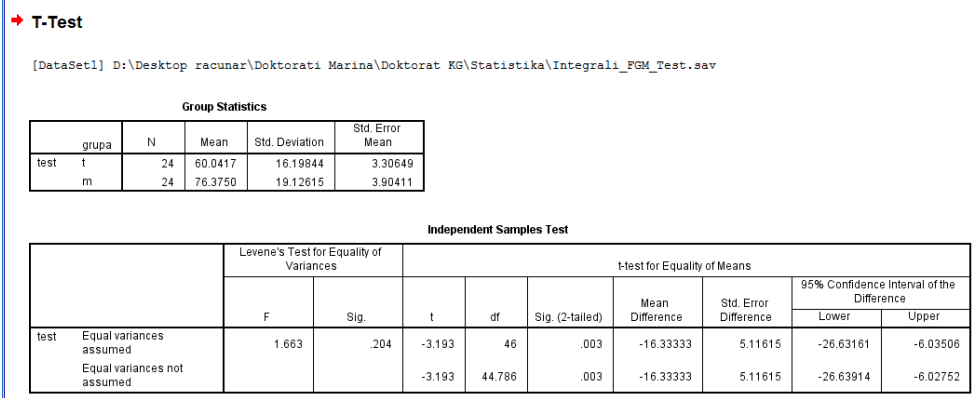 T-Test
[DataSet1] D:\Desktop racunar\Doktorati Marina\Doktorat KG\Statistika\Integrali_FGM_Test.sav
Group Statistics
grupa N Mean Std. Deviation Std. Error Mean
test t 24 60.0417 16.19844 3.30649
m 24 76.3750 19.12615 3.90411
Independent Samples Test
Levene's Test for Equality of Variances t-test for Equality of Means
95% Confidence Interval of the Difference
F Sig. t df Sig. (2-tailed) Mean Difference Std. Error Difference Lower Upper
test Equal variances assumed 1.663 .204 -3.193 46 .003 -16.33333 5.11615 -26.63161 -6.03506
Equal variances not assumed -3.193 44.786 .003 -16.33333 5.11615 -26.63914 -6.02752